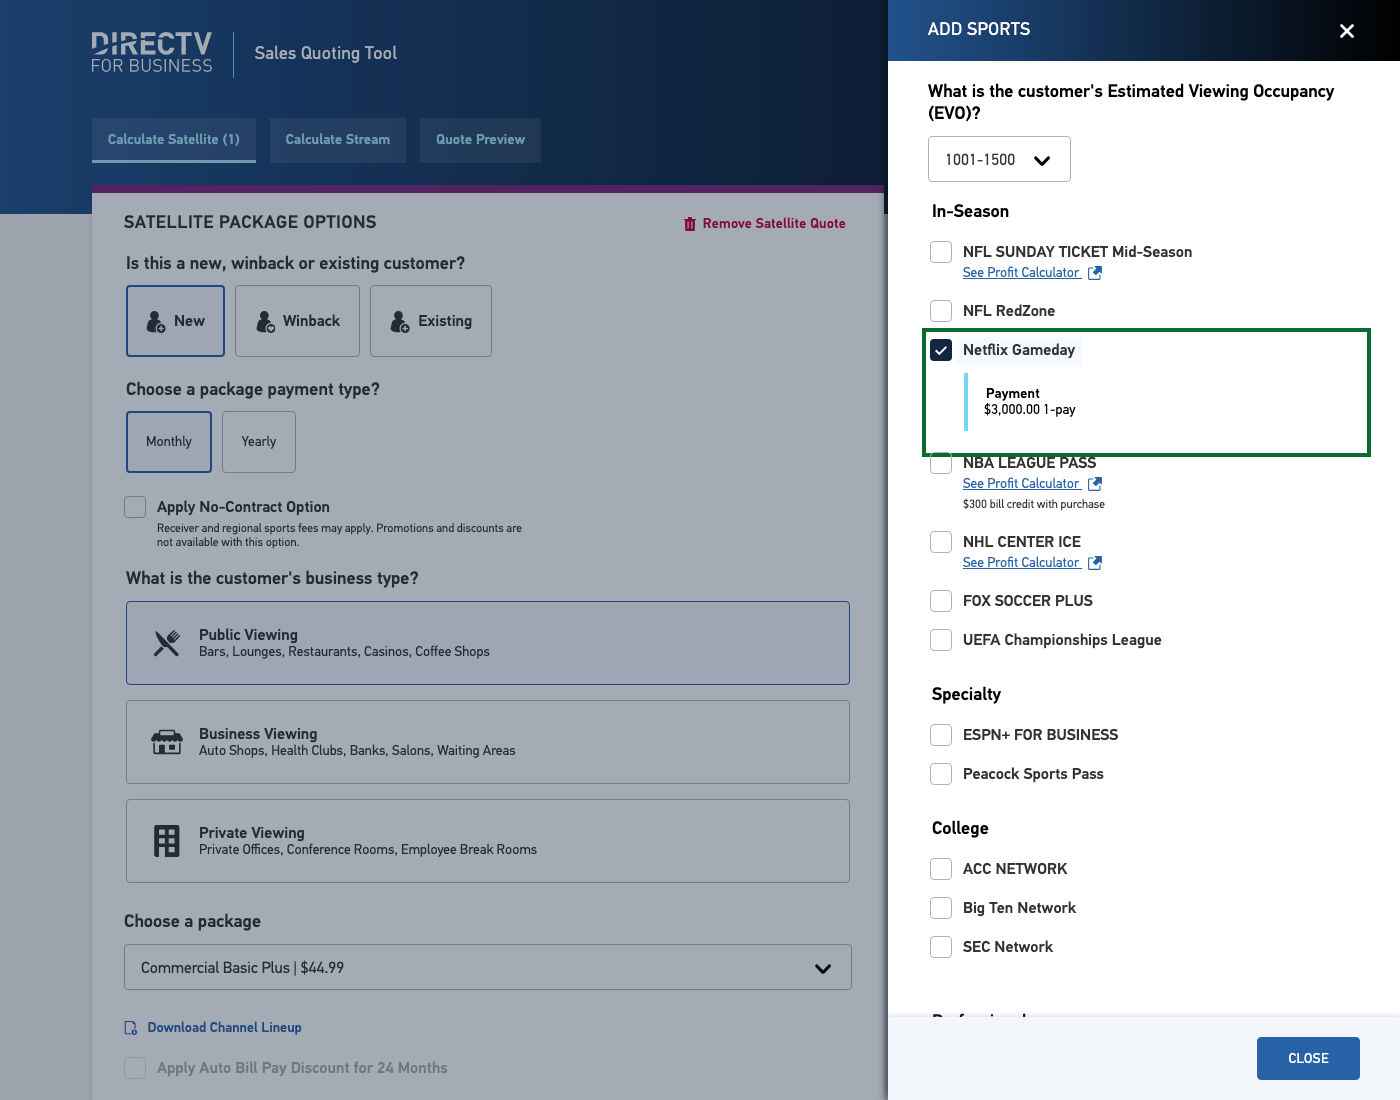 DIRECTV
FOR BUSINESS
Sales Quoting Tool
Calculate Satellite (1)
Calculate Stream
Quote Preview
SATELLITE PACKAGE OPTIONS
Remove Satellite Quote
Is this a new, winback or existing customer?
New
Winback
Existing
Choose a package payment type?
Monthly
Yearly
Apply No-Contract Option
Receiver and regional sports fees may apply. Promotions and discounts are
not available with this option.
What is the customer's business type?
Public Viewing
Bars, Lounges, Restaurants, Casinos, Coffee Shops
Business Viewing
Auto Shops, Health Clubs, Banks, Salons, Waiting Areas
Private Viewing
Private Offices, Conference Rooms, Employee Break Rooms
Choose a package
Commercial Basic Plus | $44.99
Download Channel Lineup
Apply Auto Bill Pay Discount for 24 Months
ADD SPORTS
What is the customer's Estimated Viewing Occupancy
(EVO)?
1001-1500
In-Season
NFL SUNDAY TICKET Mid-Season
See Profit Calculator
NFL RedZone
Netflix Gameday
Payment
$3,000.00 1-pay
NBA LEAGUE PASS
See Profit Calculator
$300 bill credit with purchase
NHL CENTER ICE
See Profit Calculator
FOX SOCCER PLUS
UEFA Championships League
Specialty
ESPN+ FOR BUSINESS
Peacock Sports Pass
College
ACC NETWORK
Big Ten Network
SEC Network
CLOSE